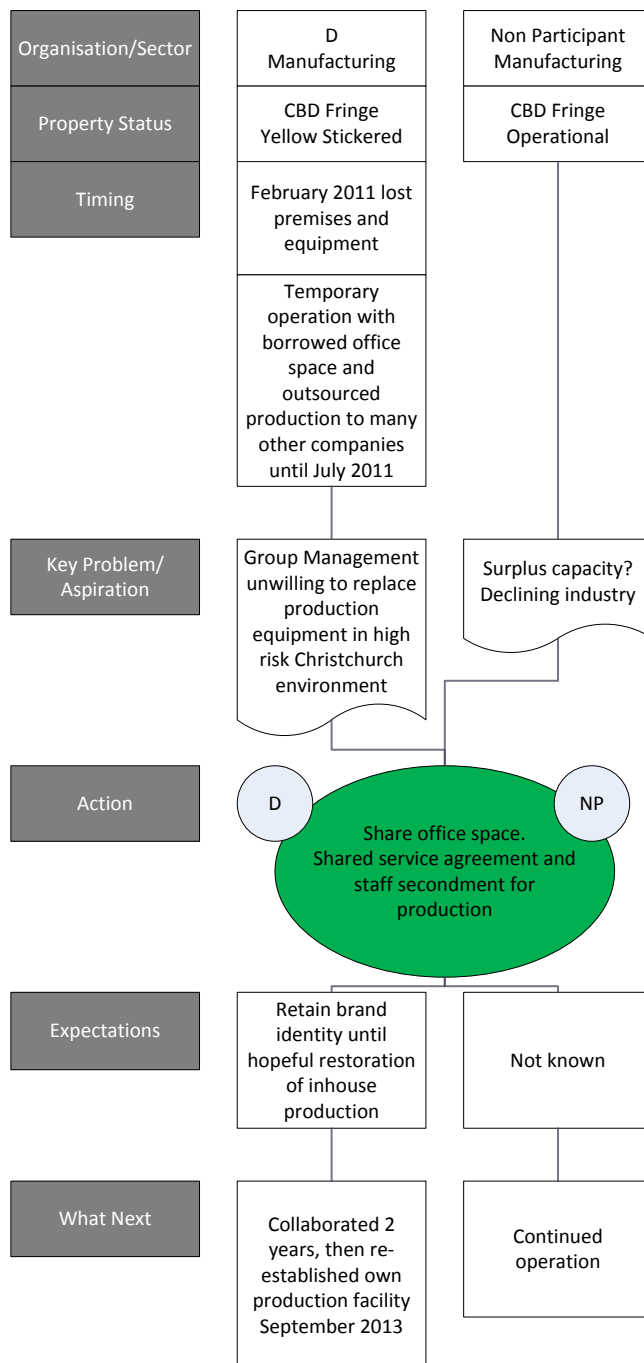 Organisation/Sector
D
Manufacturing
Non Participant
Manufacturing
Property Status
CBD Fringe
Yellow Stickered
CBD Fringe
Operational
Timing
February 2011 lost
premises and
equipment
Temporary
operation with
borrowed office
space and
outsourced
production to many
other companies
until July 2011
Key Problem/
Aspiration
Group Management
unwilling to replace
production
equipment in high
risk Christchurch
environment
Surplus capacity?
Declining industry
Action
D
NP
Share office space.
Shared service agreement and
staff secondment for
production
Expectations
Retain brand
identity until
hopeful restoration
of inhouse
production
Not known
What Next
Collaborated 2
years, then re-
established own
production facility
September 2013
Continued
operation